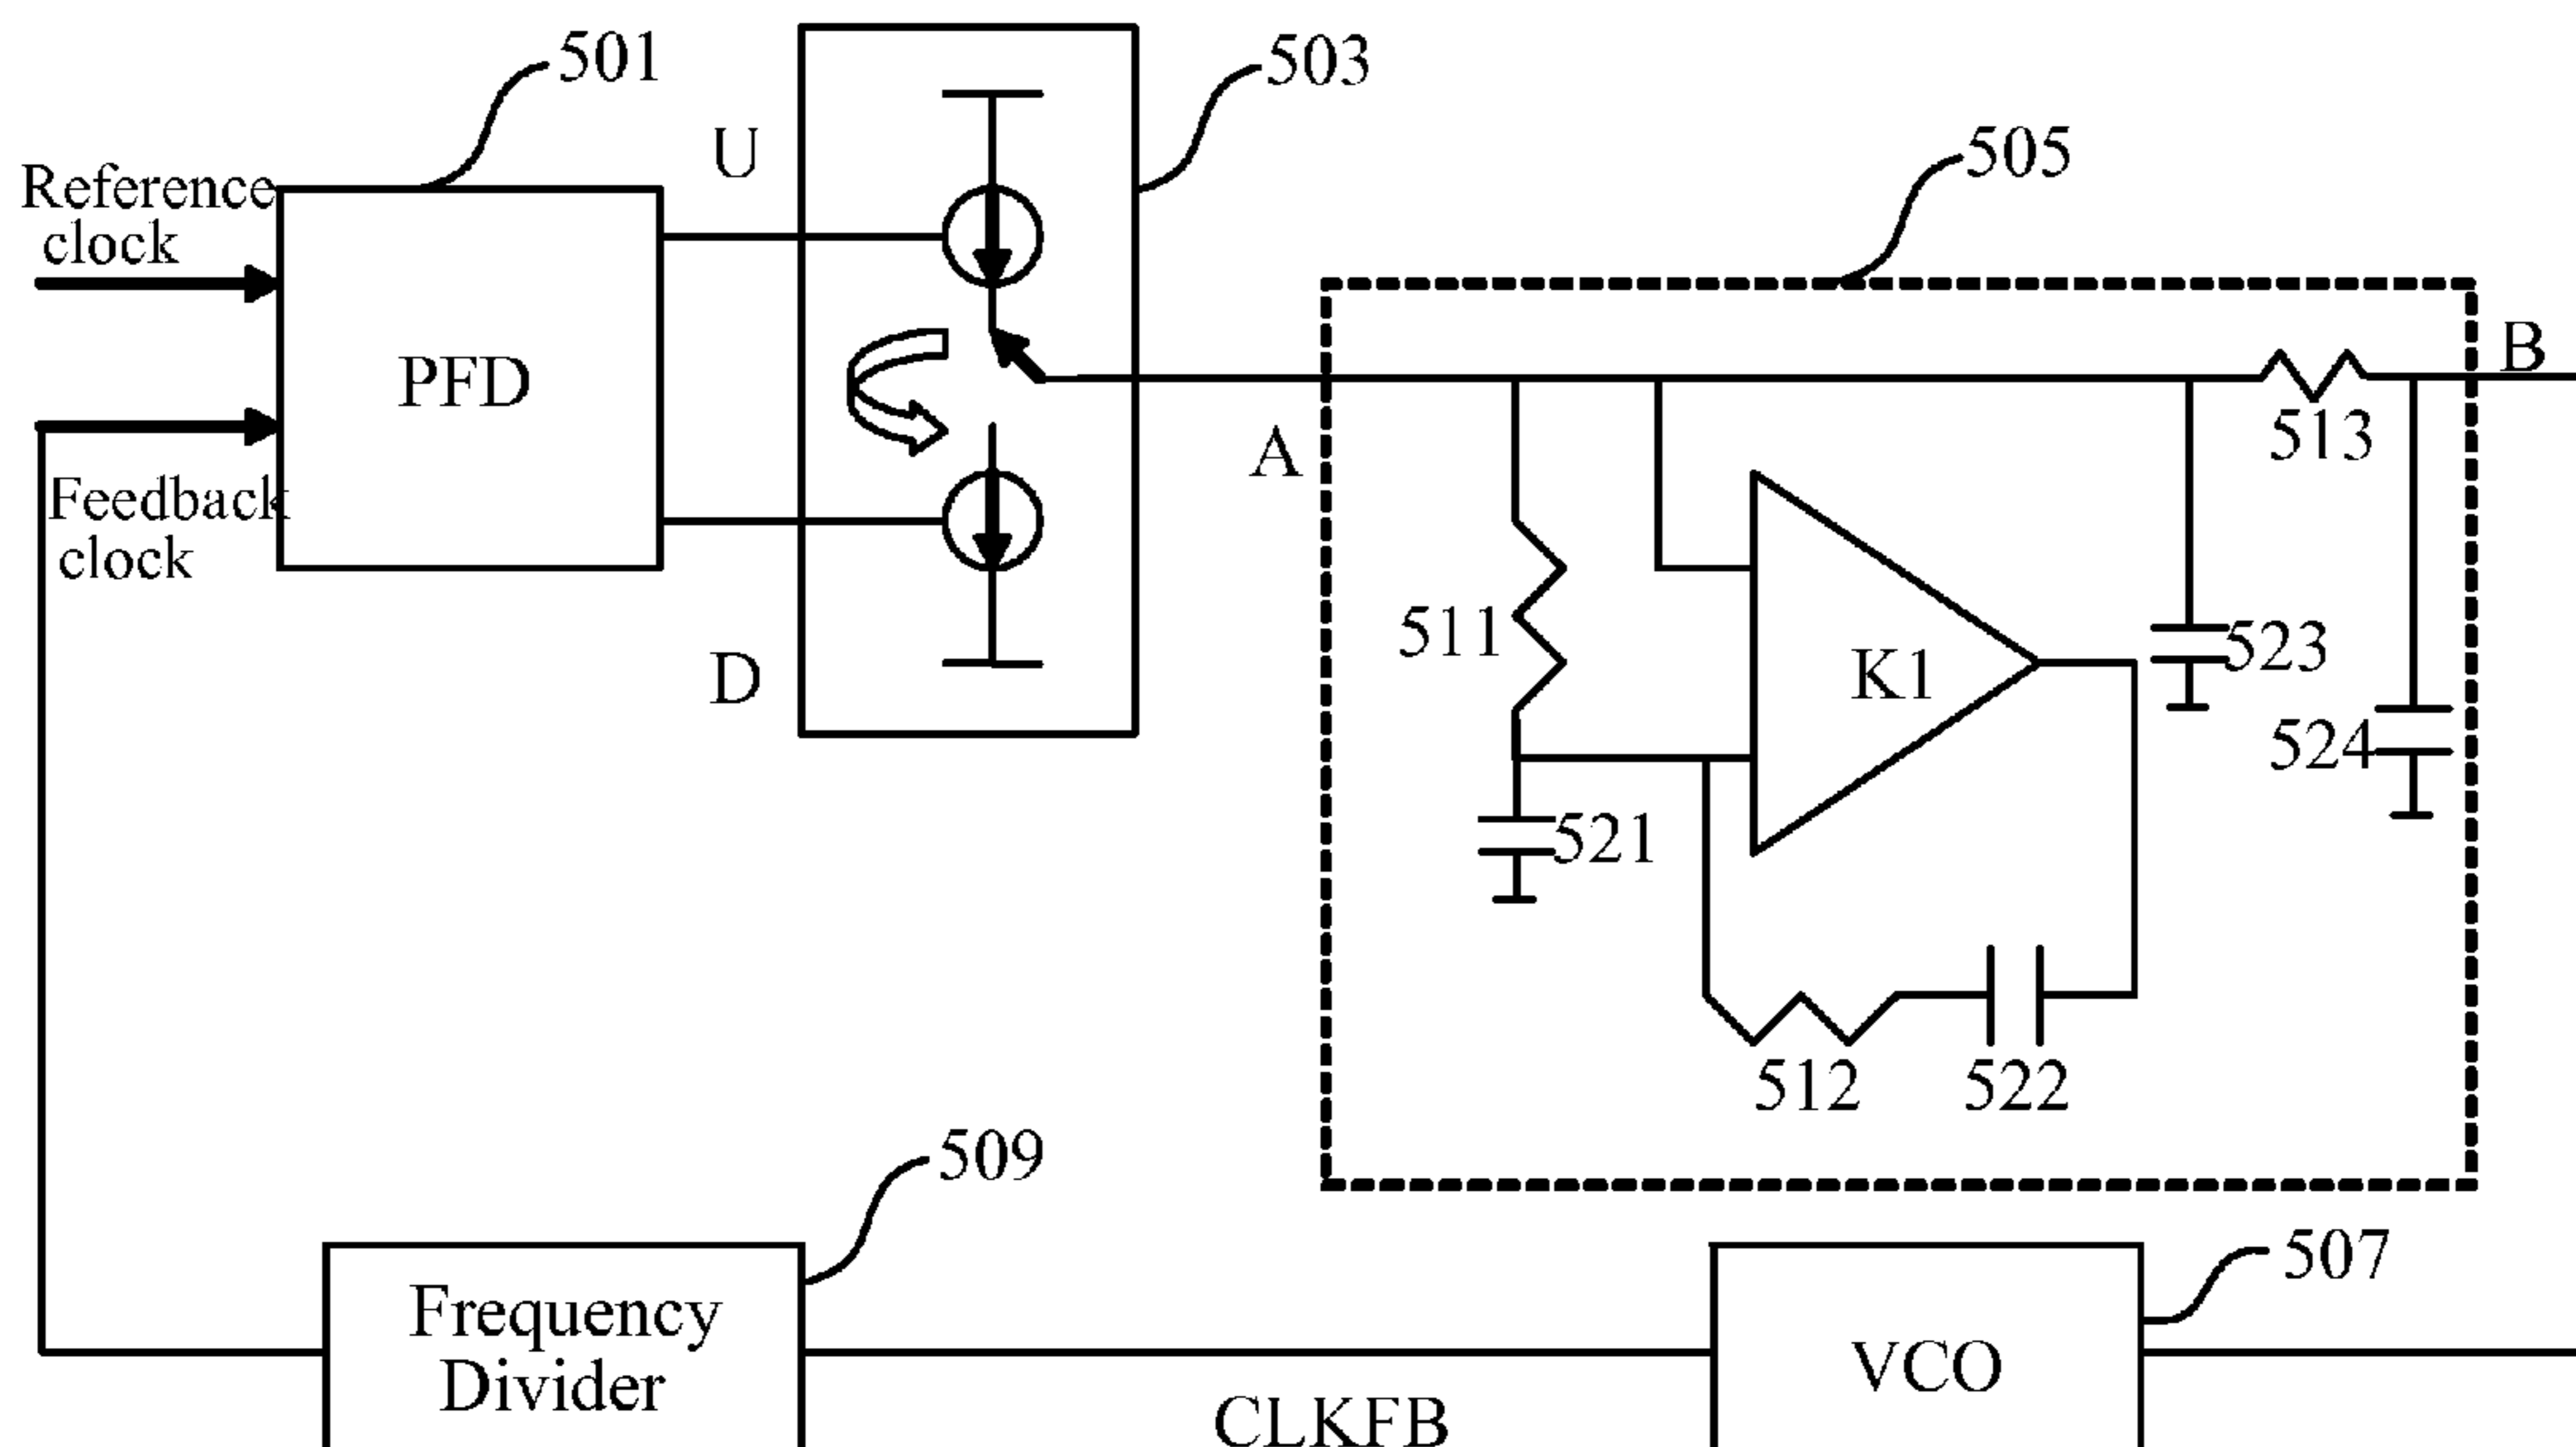 501
503
U
505
Reference
clock
B
PFD
513
A
Feedback
clock
511
K1
523
D
524
521
512
522
509
507
Frequency
Divider
VCO
CLKFB